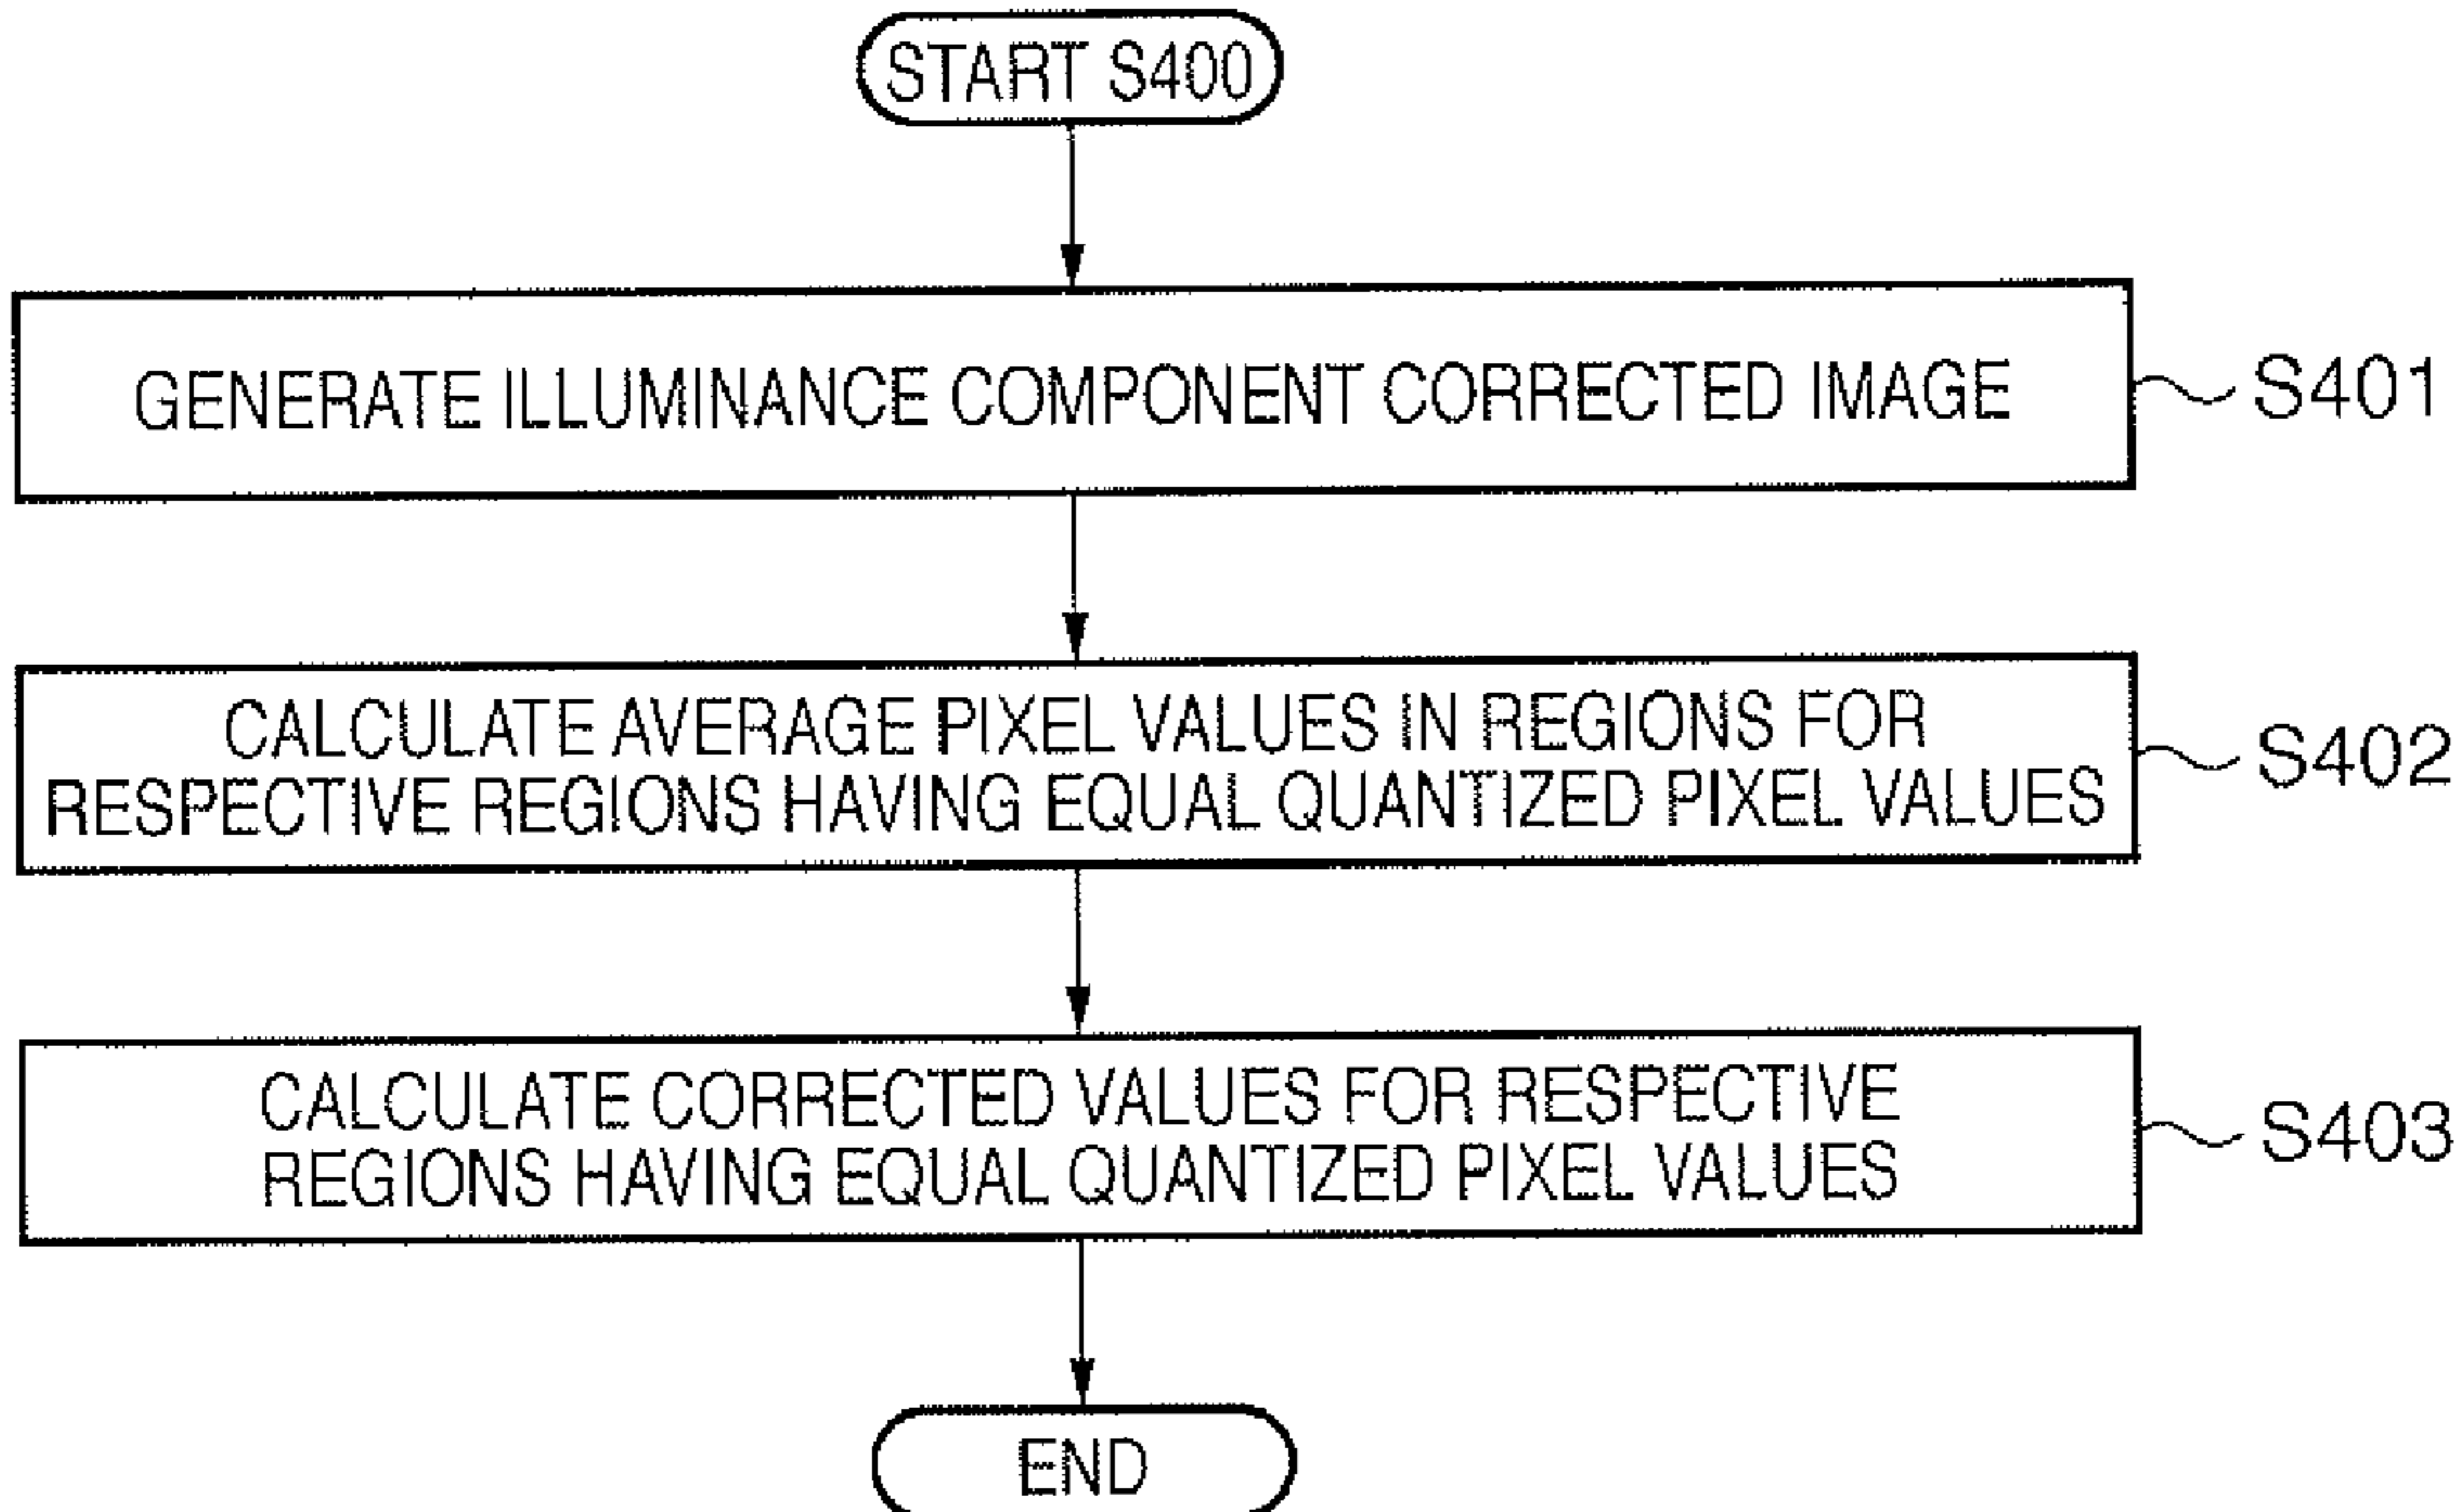 START S400
GENERATE ILLUMINANCE COMPONENT CORRECTED IMAGE
S401
CALCULATE AVERAGE PIXEL VALUES IN REGIONS FOR
RESPECTIVE REGIONS HAVING EQUAL QUANTIZED PIXEL VALUES
S402
CALCULATE CORRECTED VALUES FOR RESPECTIVE
REGIONS HAVING EQUAL QUANTIZED PIXEL VALUES
S403
END